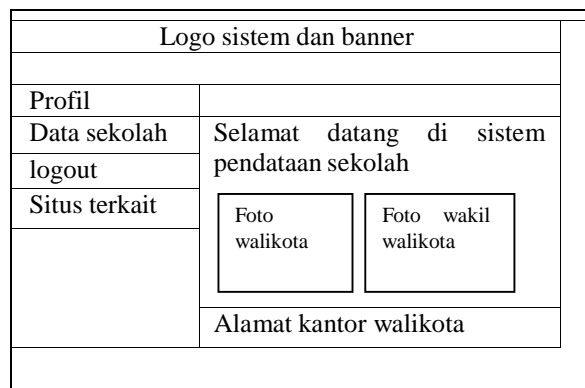 Logo sistem dan banner
Profil
Data sekolah
logout
Situs terkait
Selamat datang di sistem
pendataan sekolah
Foto
walikota
Foto wakil
walikota
Alamat kantor walikota